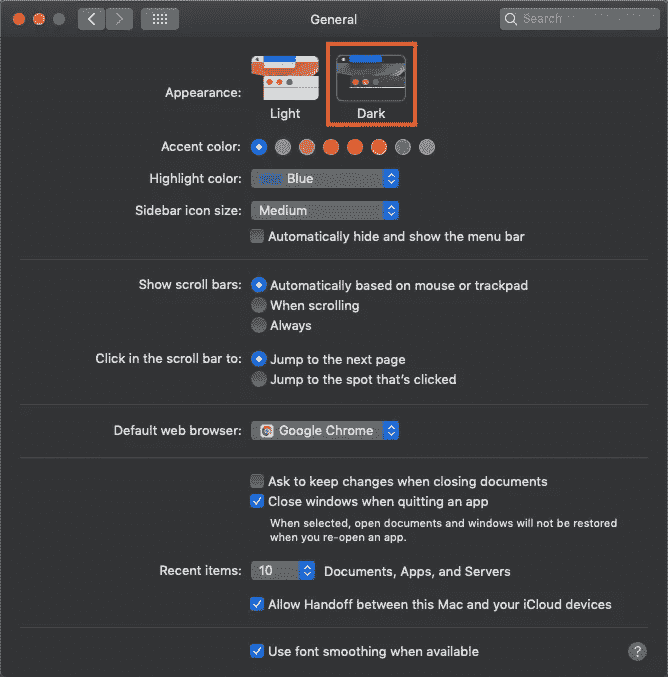 General
Search
Appearance:
Light
Dark
Accent color:
Highlight color: Blue
Sidebar icon size: Medium
Automatically hide and show the menu bar
Show scroll bars: Automatically based on mouse or trackpad
When scrolling
Always
Click in the scroll bar to: Jump to the next page
Jump to the spot that's clicked
Default web browser: Google Chrome
Ask to keep changes when closing documents
Close windows when quitting an app
When selected, open documents and windows will not be restored
when you re-open an app.
Recent items: 10 Documents, Apps, and Servers
Allow Handoff between this Mac and your iCloud devices
Use font smoothing when available ?